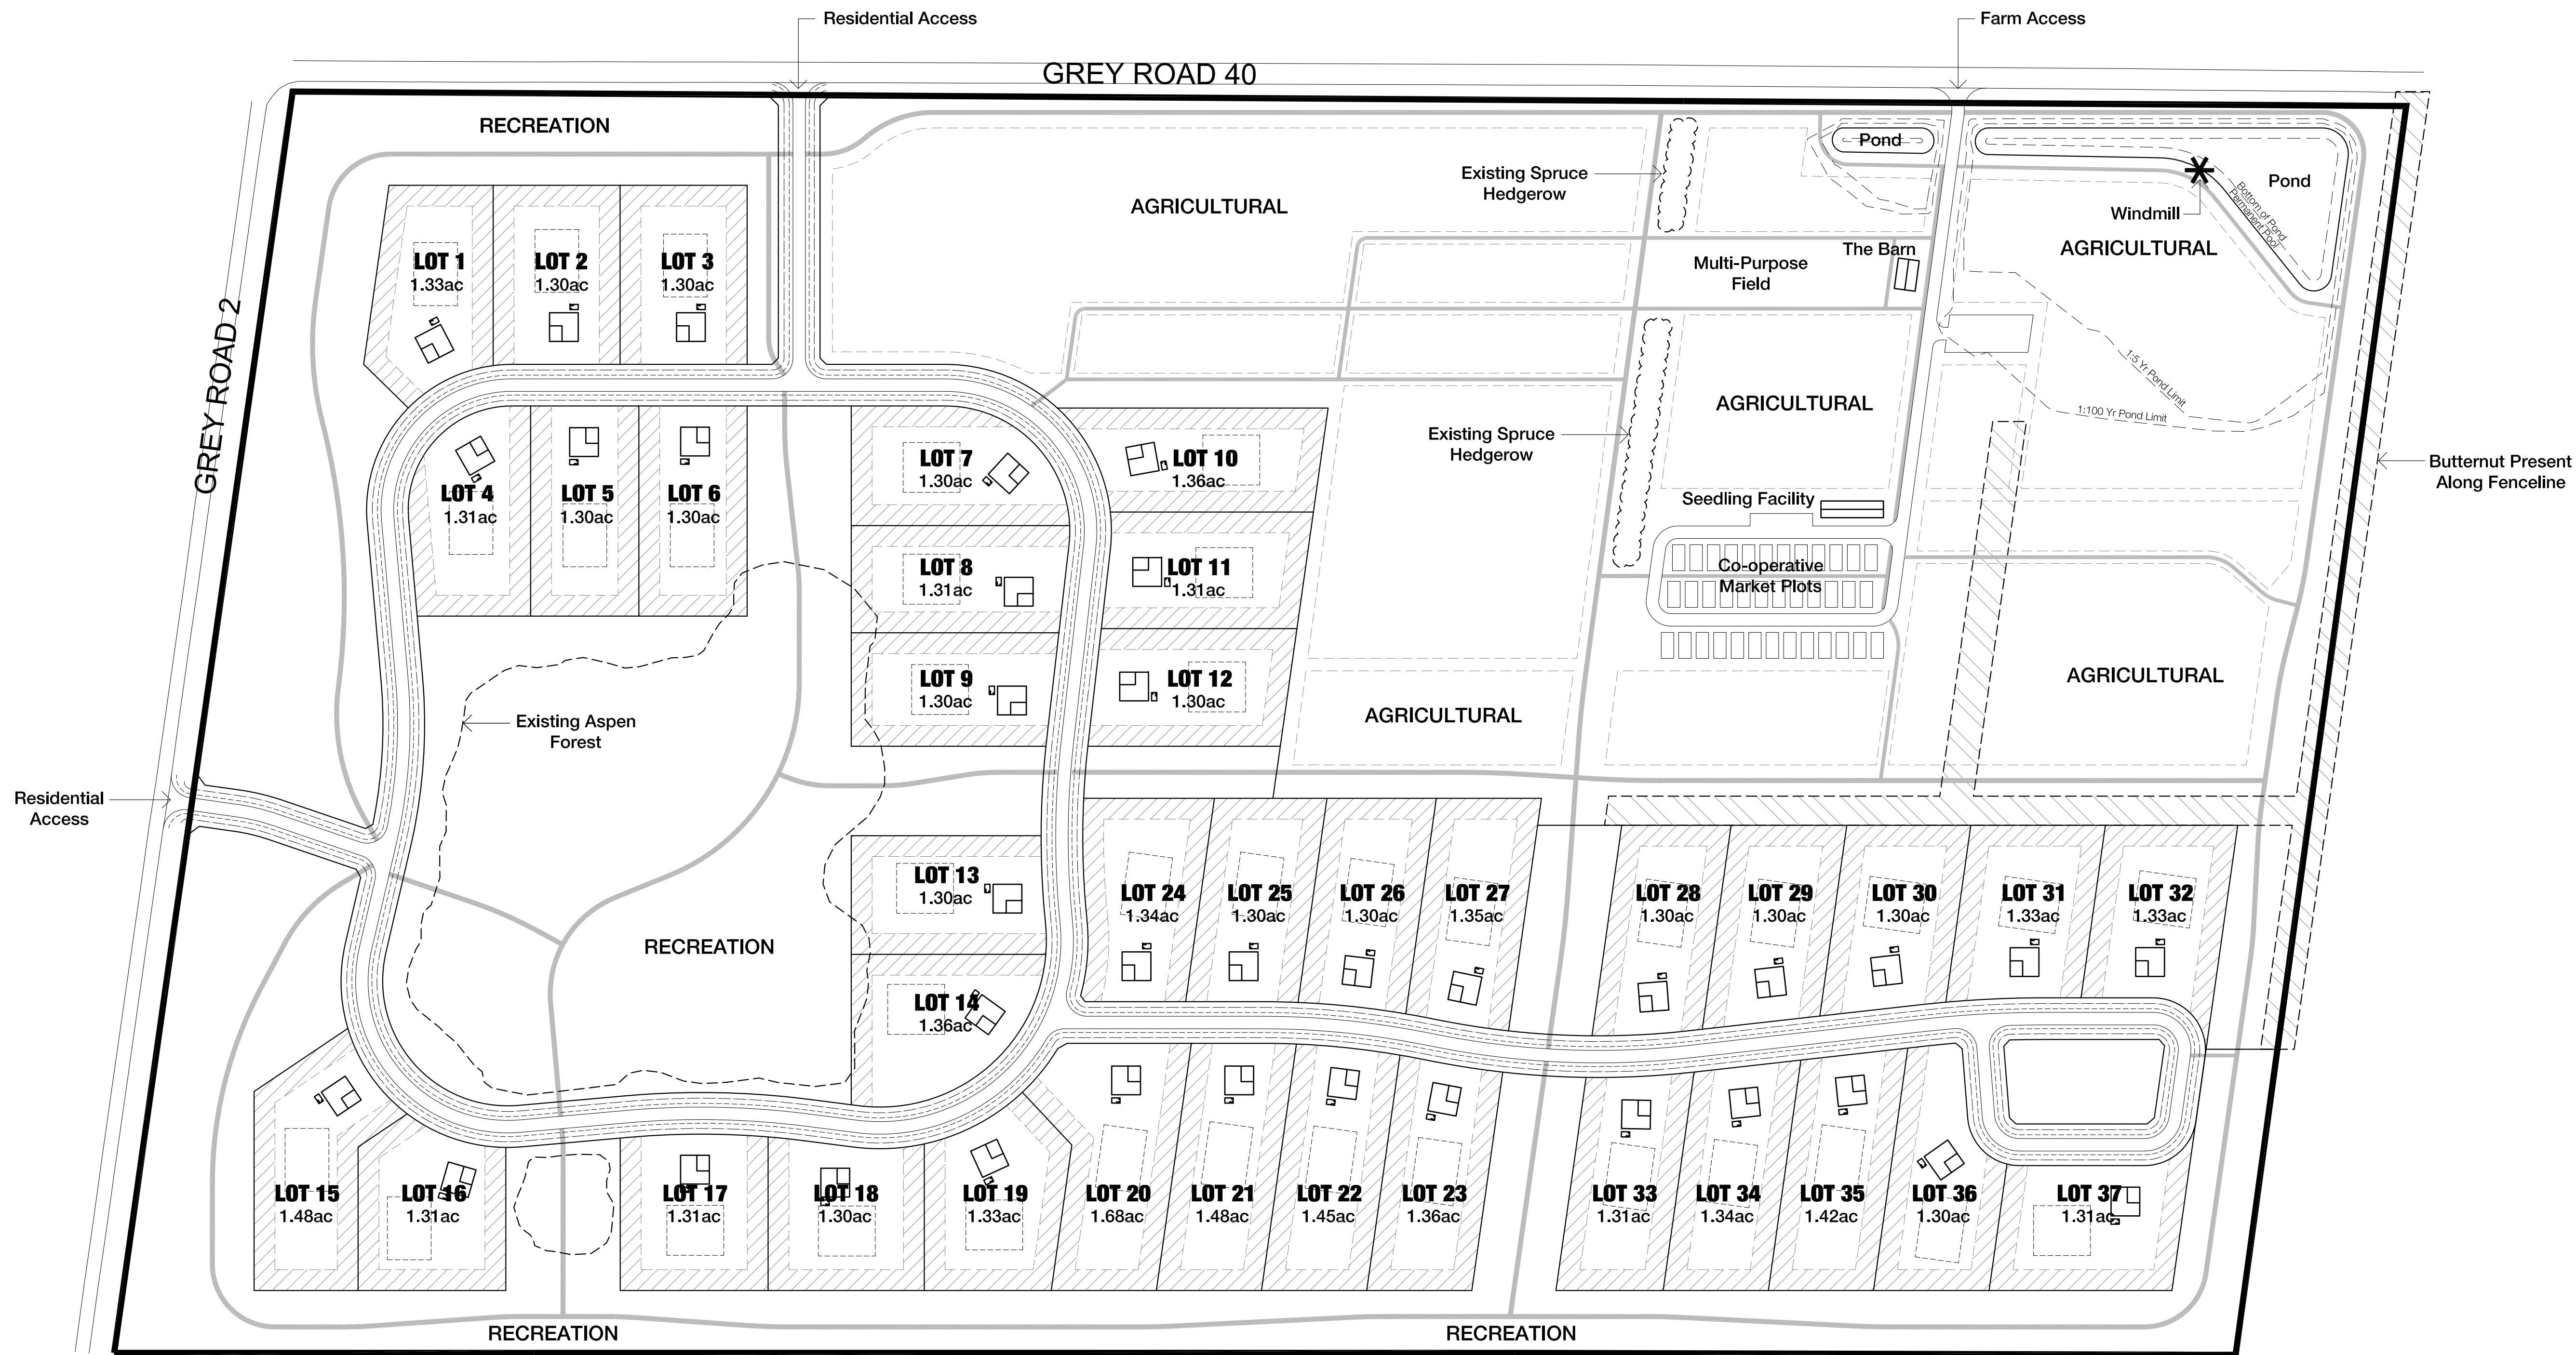 Residential Access
Farm Access
GREY ROAD 40
RECREATION
Pond
Existing Spruce
Hedgerow
AGRICULTURAL
Pond
Windmill
Bottom of Pond
Permanent Pool
AGRICULTURAL
The Barn
Multi-Purpose
Field
LOT 1
1.33ac
LOT 2
1.30ac
LOT 3
1.30ac
GREY ROAD 2
1:5 Yr Pond Limit
AGRICULTURAL
1:100 Yr Pond Limit
Existing Spruce
Hedgerow
Butternut Present
Along Fenceline
LOT 4
1.31ac
LOT 5
1.30ac
LOT 6
1.30ac
LOT 7
1.30ac
LOT 10
1.36ac
Seedling Facility
LOT 8
1.31ac
LOT 11
1.31ac
Co-operative
Market Plots
LOT 9
1.30ac
LOT 12
1.30ac
AGRICULTURAL
AGRICULTURAL
Existing Aspen
Forest
Residential
Access
LOT 13
1.30ac
LOT 24
1.34ac
LOT 25
1.30ac
LOT 26
1.30ac
LOT 27
1.35ac
LOT 28
1.30ac
LOT 29
1.30ac
LOT 30
1.30ac
LOT 31
1.33ac
LOT 32
1.33ac
RECREATION
LOT 14
1.36ac
LOT 15
1.48ac
LOT 16
1.31ac
LOT 17
1.31ac
LOT 18
1.30ac
LOT 19
1.33ac
LOT 20
1.68ac
LOT 21
1.48ac
LOT 22
1.45ac
LOT 23
1.36ac
LOT 33
1.31ac
LOT 34
1.34ac
LOT 35
1.42ac
LOT 36
1.30ac
LOT 37
1.31ac
RECREATION
RECREATION